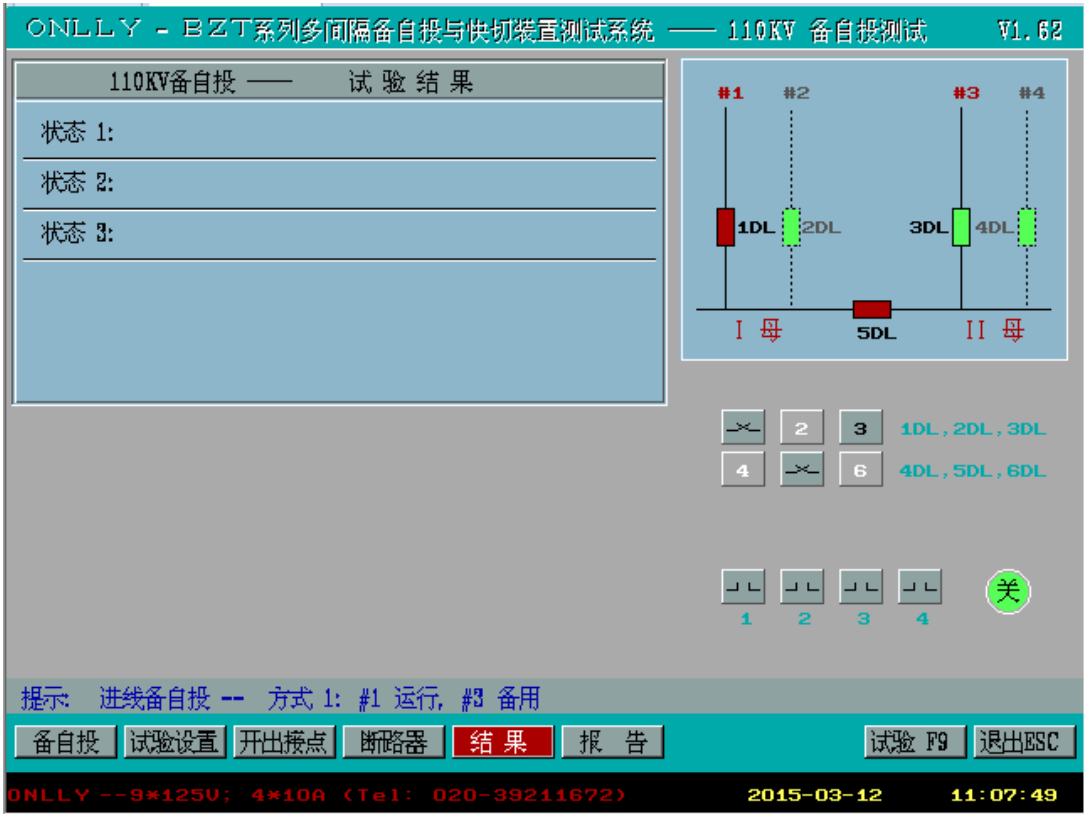 ONLLY - BZT系列多间隔备自投与快切装置测试系统 —— 110KV 备自投测试 V1.62
110KV备自投 —— 试 验 结 果
状态 1:
状态 2:
状态 3:
#1 #2 #3 #4
1DL 2DL 3DL 4DL
I 母 5DL II 母
2 3 1DL,2DL,3DL
4 6 4DL,5DL,6DL
关
1 2 3 4
提示: 进线备自投 -- 方式 1: #1 运行, #3 备用
备自投 试验设置 开出接点 断路器 结 果 报 告 试验 F9 退出ESC
ONLLY --9*125V; 4*10A (Tel: 020-39211672) 2015-03-12 11:07:49